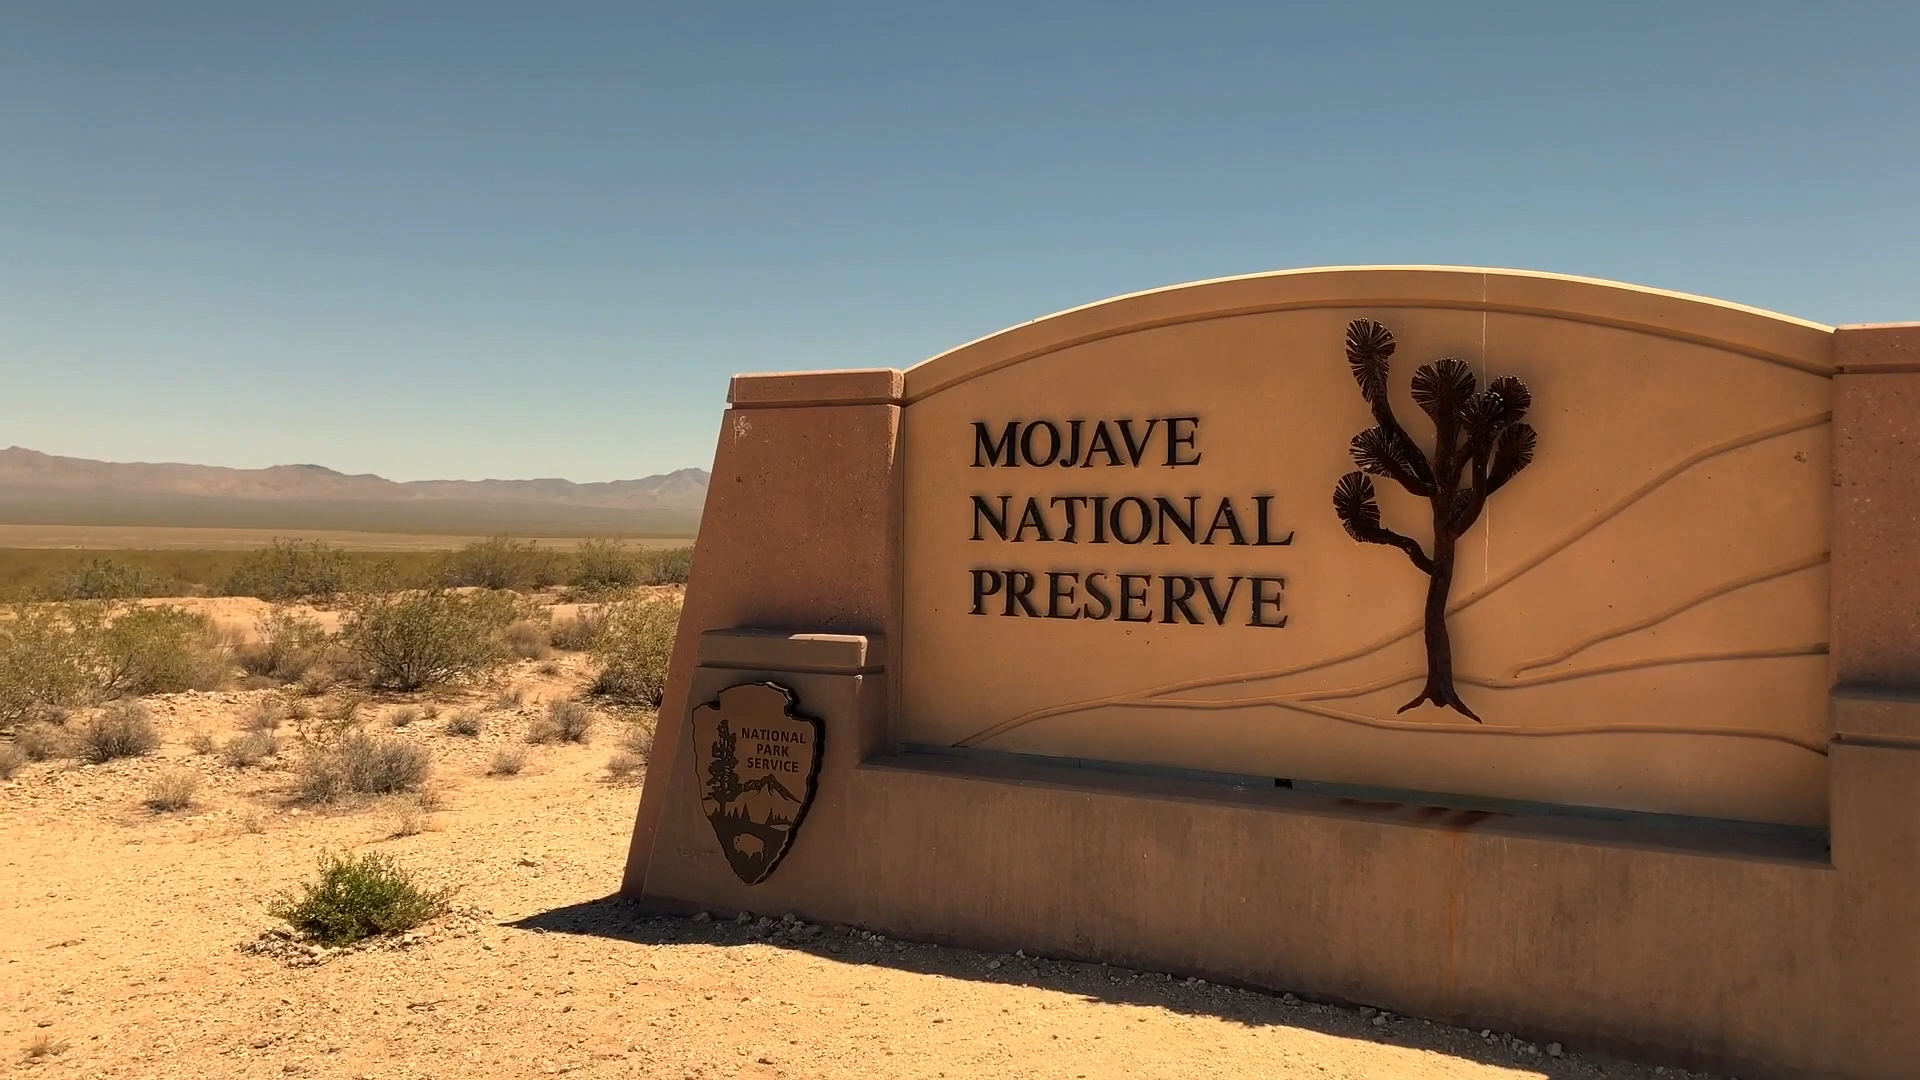 MOJAVE
NATIONAL
PRESERVE
NATIONAL
PARK
SERVICE